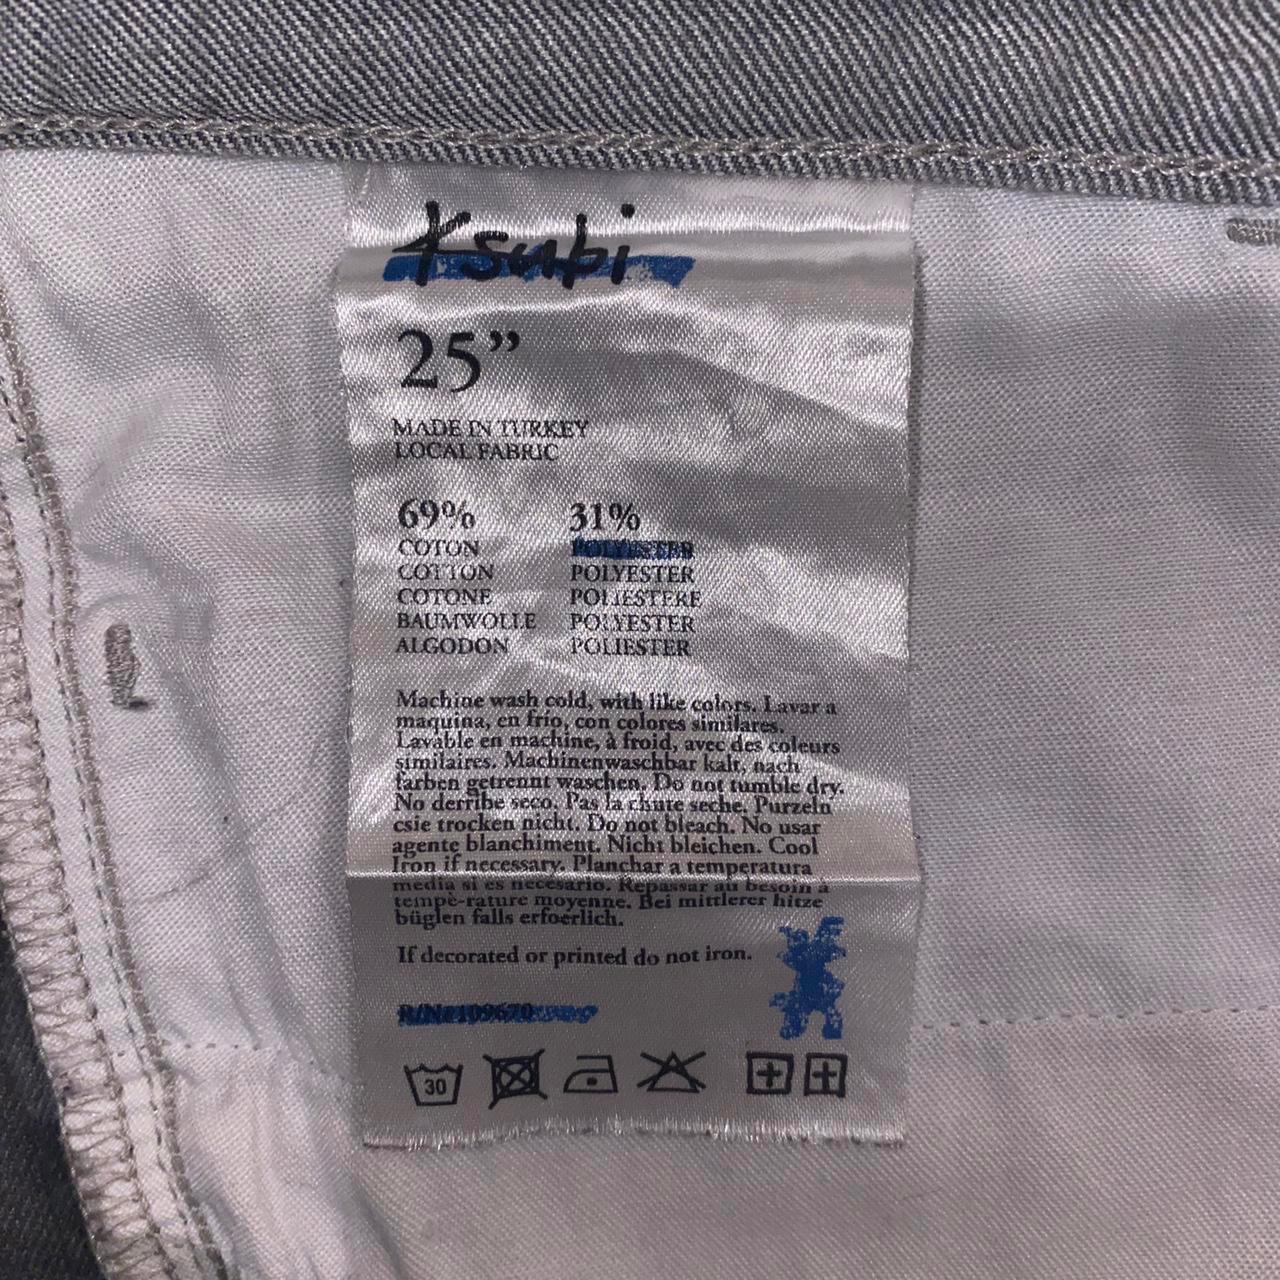 Ksubi
25”
MADE IN TURKEY
LOCAL FABRIC
69% 31%
COTON POLYESTER
COTTON POLYESTER
COTONE POLIESTERE
BAUMWOLLE POLYESTER
ALGODON POLIESTER
Machine wash cold, with like colors. Lavar a
maquina, en frio, con colores similares.
Lavable en machine, à froid, avec des couleurs
similaires. Machinenwaschbar kalt, nach
farben getrennt waschen. Do not tumble dry.
No derribe seco. Pas la chute seche. Purzeln
csie trocken nicht. Do not bleach. No usar
agente blanchiment. Nicht bleichen. Cool
Iron if necessary. Planchar a temperatura
media si es necesario. Repassar au besoin a
tempè-rature moyenne. Bei mittlerer hitze
büglen falls erfoerlich.
If decorated or printed do not iron.
R/N#109670
30